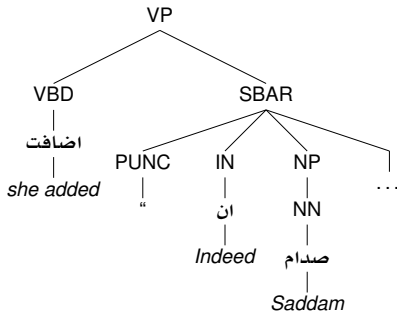 VP
VBD SBAR
اضافت PUNC IN NP
she added “ ان NN ...
Indeed صدام
Saddam